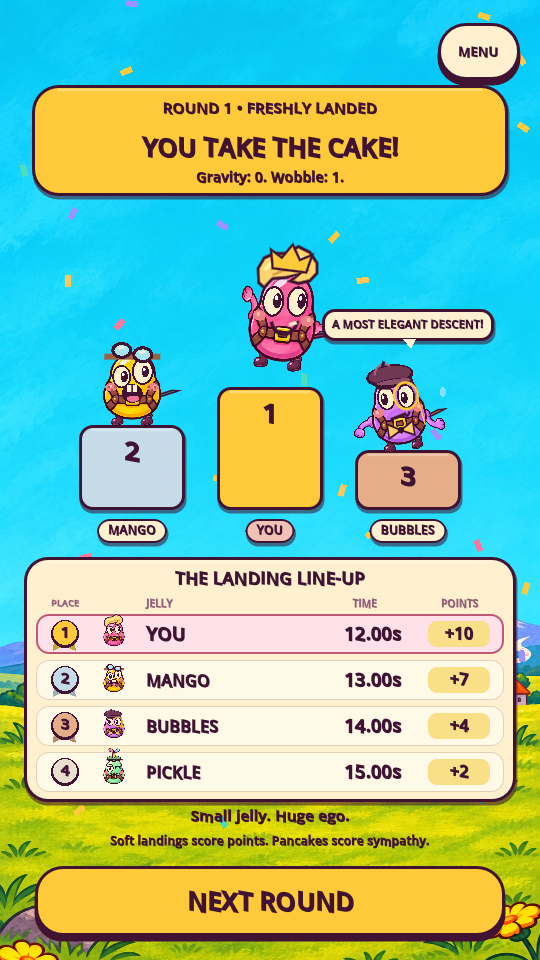 MENU
ROUND 1 • FRESHLY LANDED
YOU TAKE THE CAKE!
Gravity: 0. Wobble: 1.
A MOST ELEGANT DESCENT!
1
2
3
MANGO
YOU
BUBBLES
THE LANDING LINE-UP
PLACE JELLY TIME POINTS
1 YOU 12.00s +10
2 MANGO 13.00s +7
3 BUBBLES 14.00s +4
4 PICKLE 15.00s +2
Small jelly. Huge ego.
Soft landings score points. Pancakes score sympathy.
NEXT ROUND